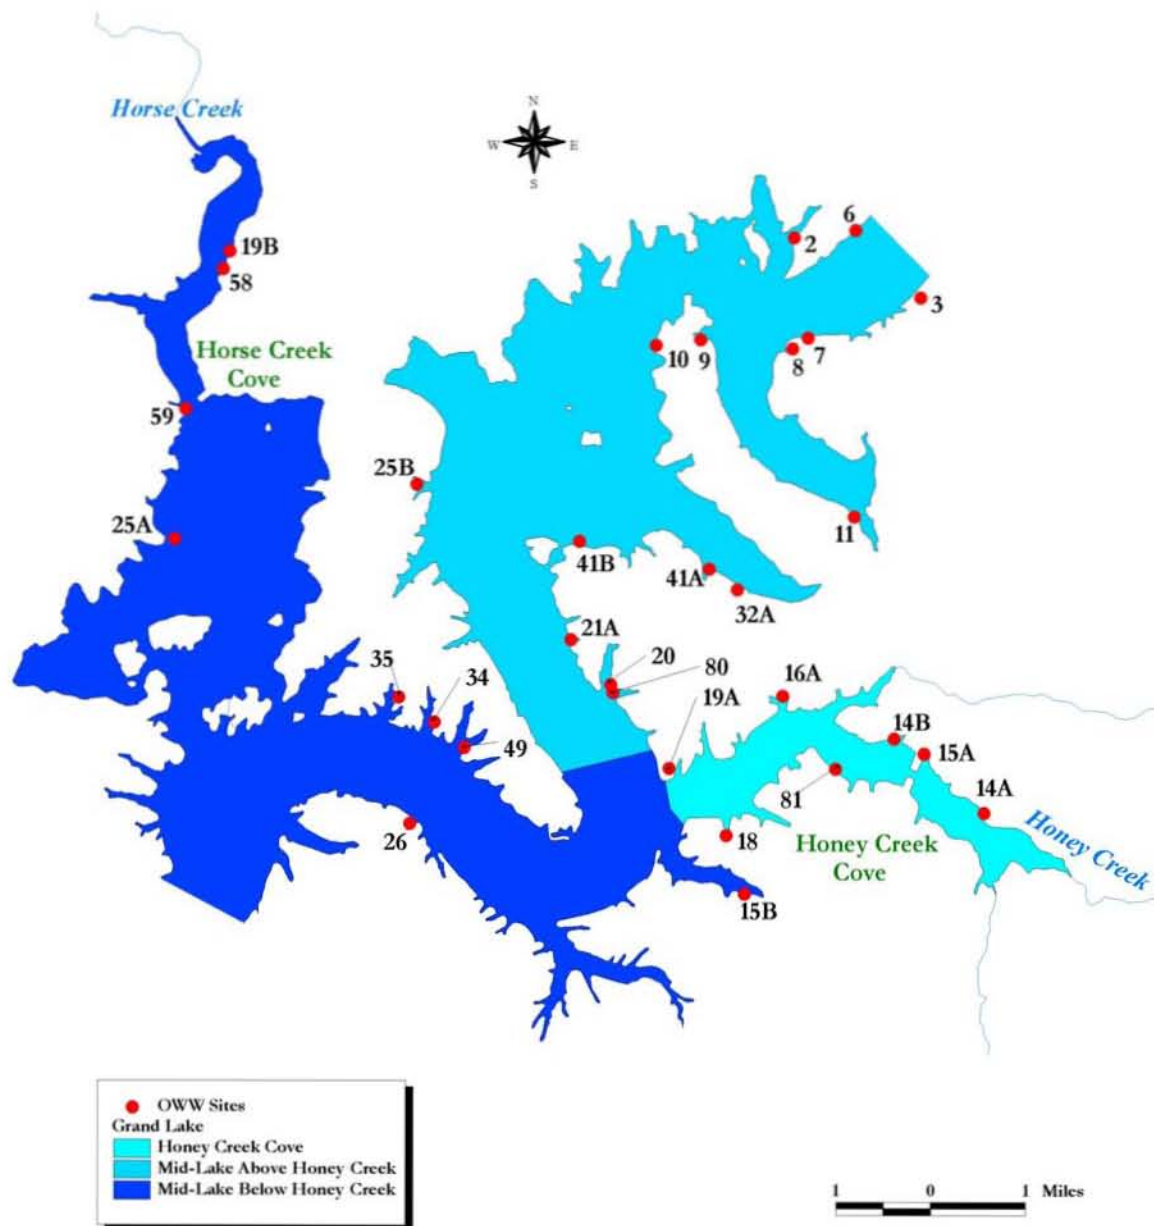 Horse Creek
N
W E
S
6
2
19B
58
3
Horse Creek
Cove
10
9
8
7
59
25B
25A
11
41B
41A
32A
21A
20
80
35
34
16A
19A
14B
15A
49
81
14A
26
18
Honey Creek
Honey Creek
Cove
15B
OWW Sites
Grand Lake
Honey Creek Cove
Mid-Lake Above Honey Creek
Mid-Lake Below Honey Creek
1 0 1 Miles